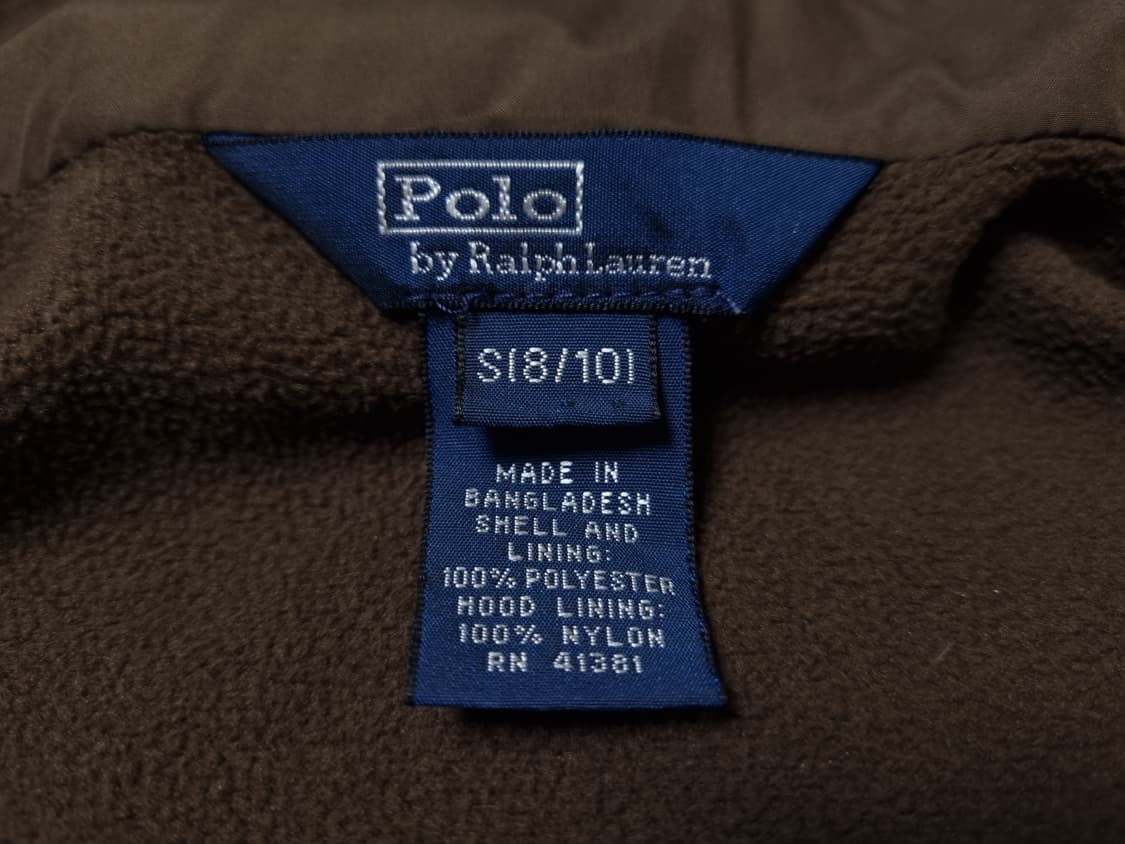 Polo
by Ralph Lauren
S(8/10)
MADE IN
BANGLADESH
SHELL AND
LINING:
100% POLYESTER
HOOD LINING:
100% NYLON
RN 41381